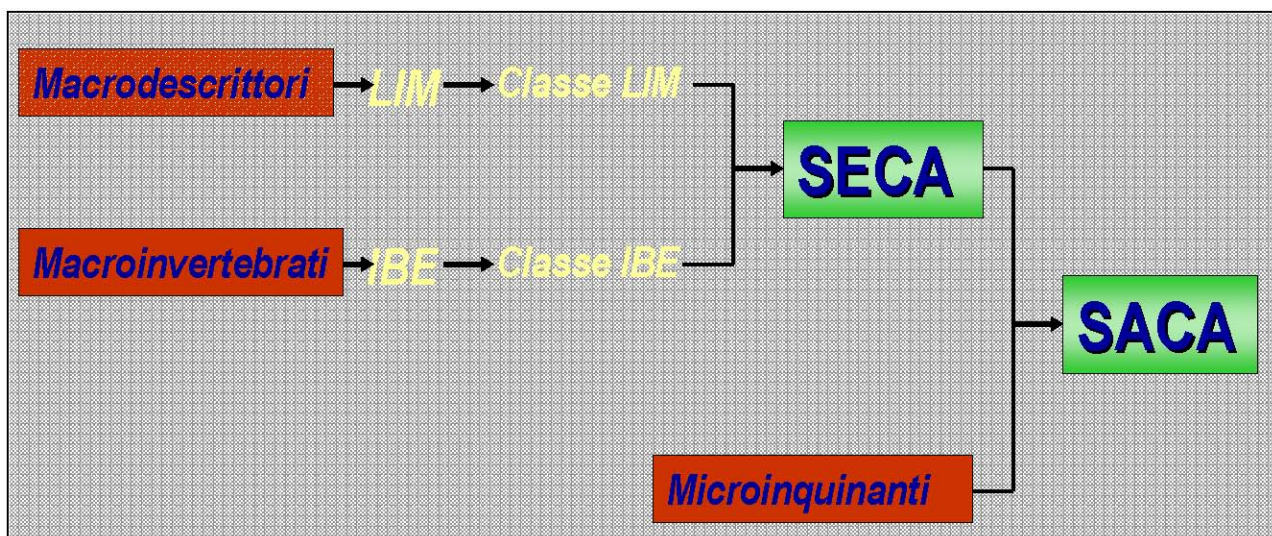 Macrodescrittori
LIM
Classe LIM
SECA
Macroinvertebrati
IBE
Classe IBE
SACA
Microinquinanti